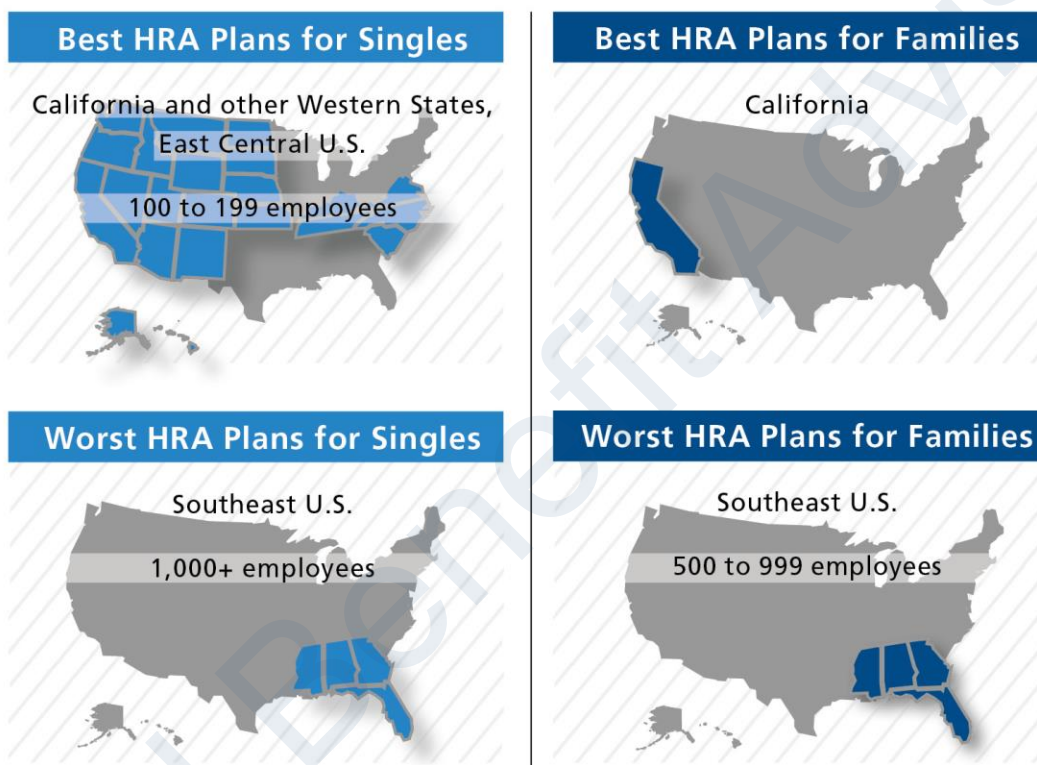 Best HRA Plans for Singles
California and other Western States,
East Central U.S.
100 to 199 employees
Best HRA Plans for Families
California
Worst HRA Plans for Singles
Southeast U.S.
1,000+ employees
Worst HRA Plans for Families
Southeast U.S.
500 to 999 employees
Benefit Advis